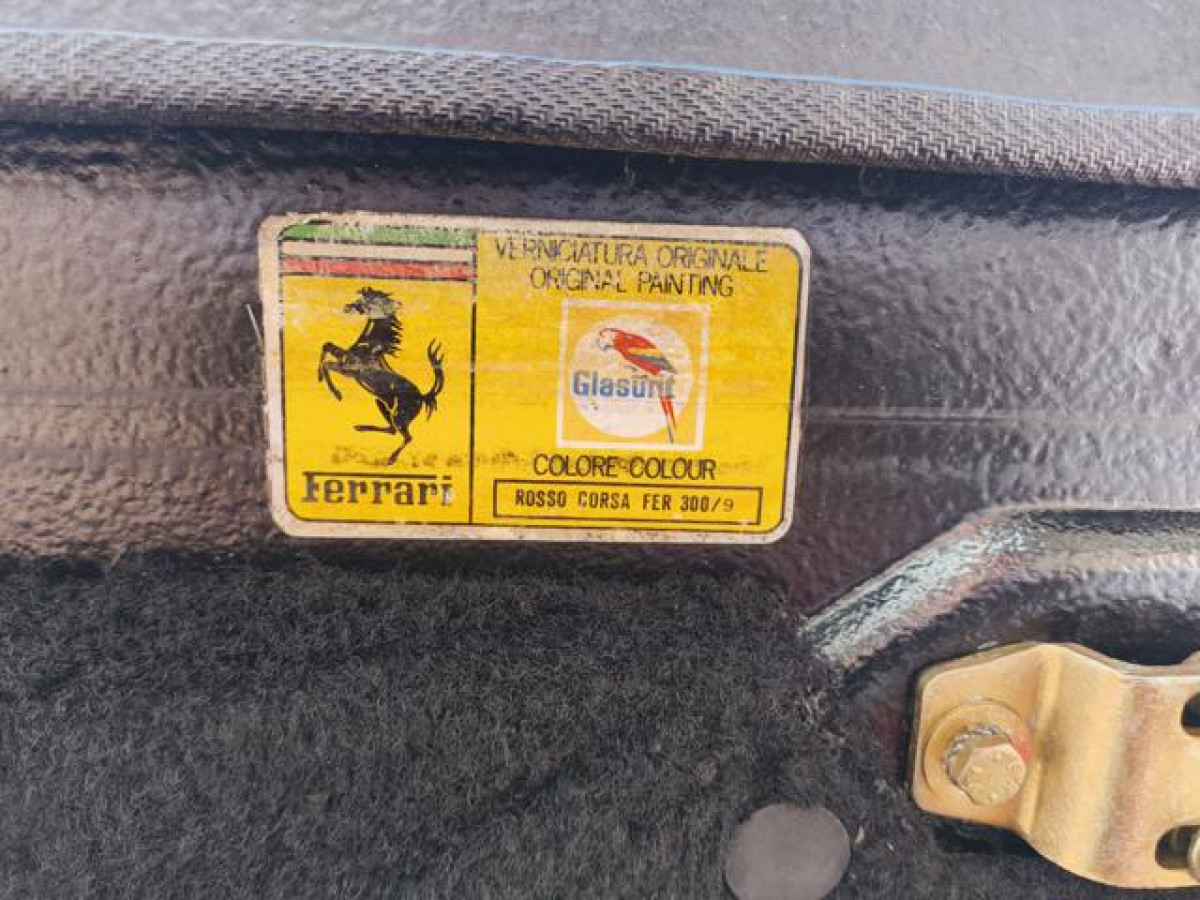 VERNICIATURA ORIGINALE
ORIGINAL PAINTING
Glasurit
COLORE-COLOUR
ROSSO CORSA FER 300/9
Ferrari